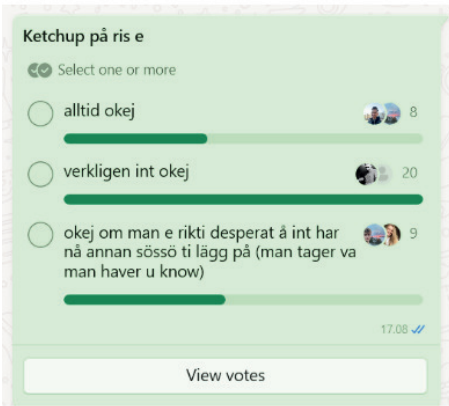 Ketchup på ris e
Select one or more
alltid okej
8
verkligen int okej
20
okej om man e rikti desperat å int har
9
nå annan sössö ti lägg på (man tager va
man haver u know)
17.08
View votes